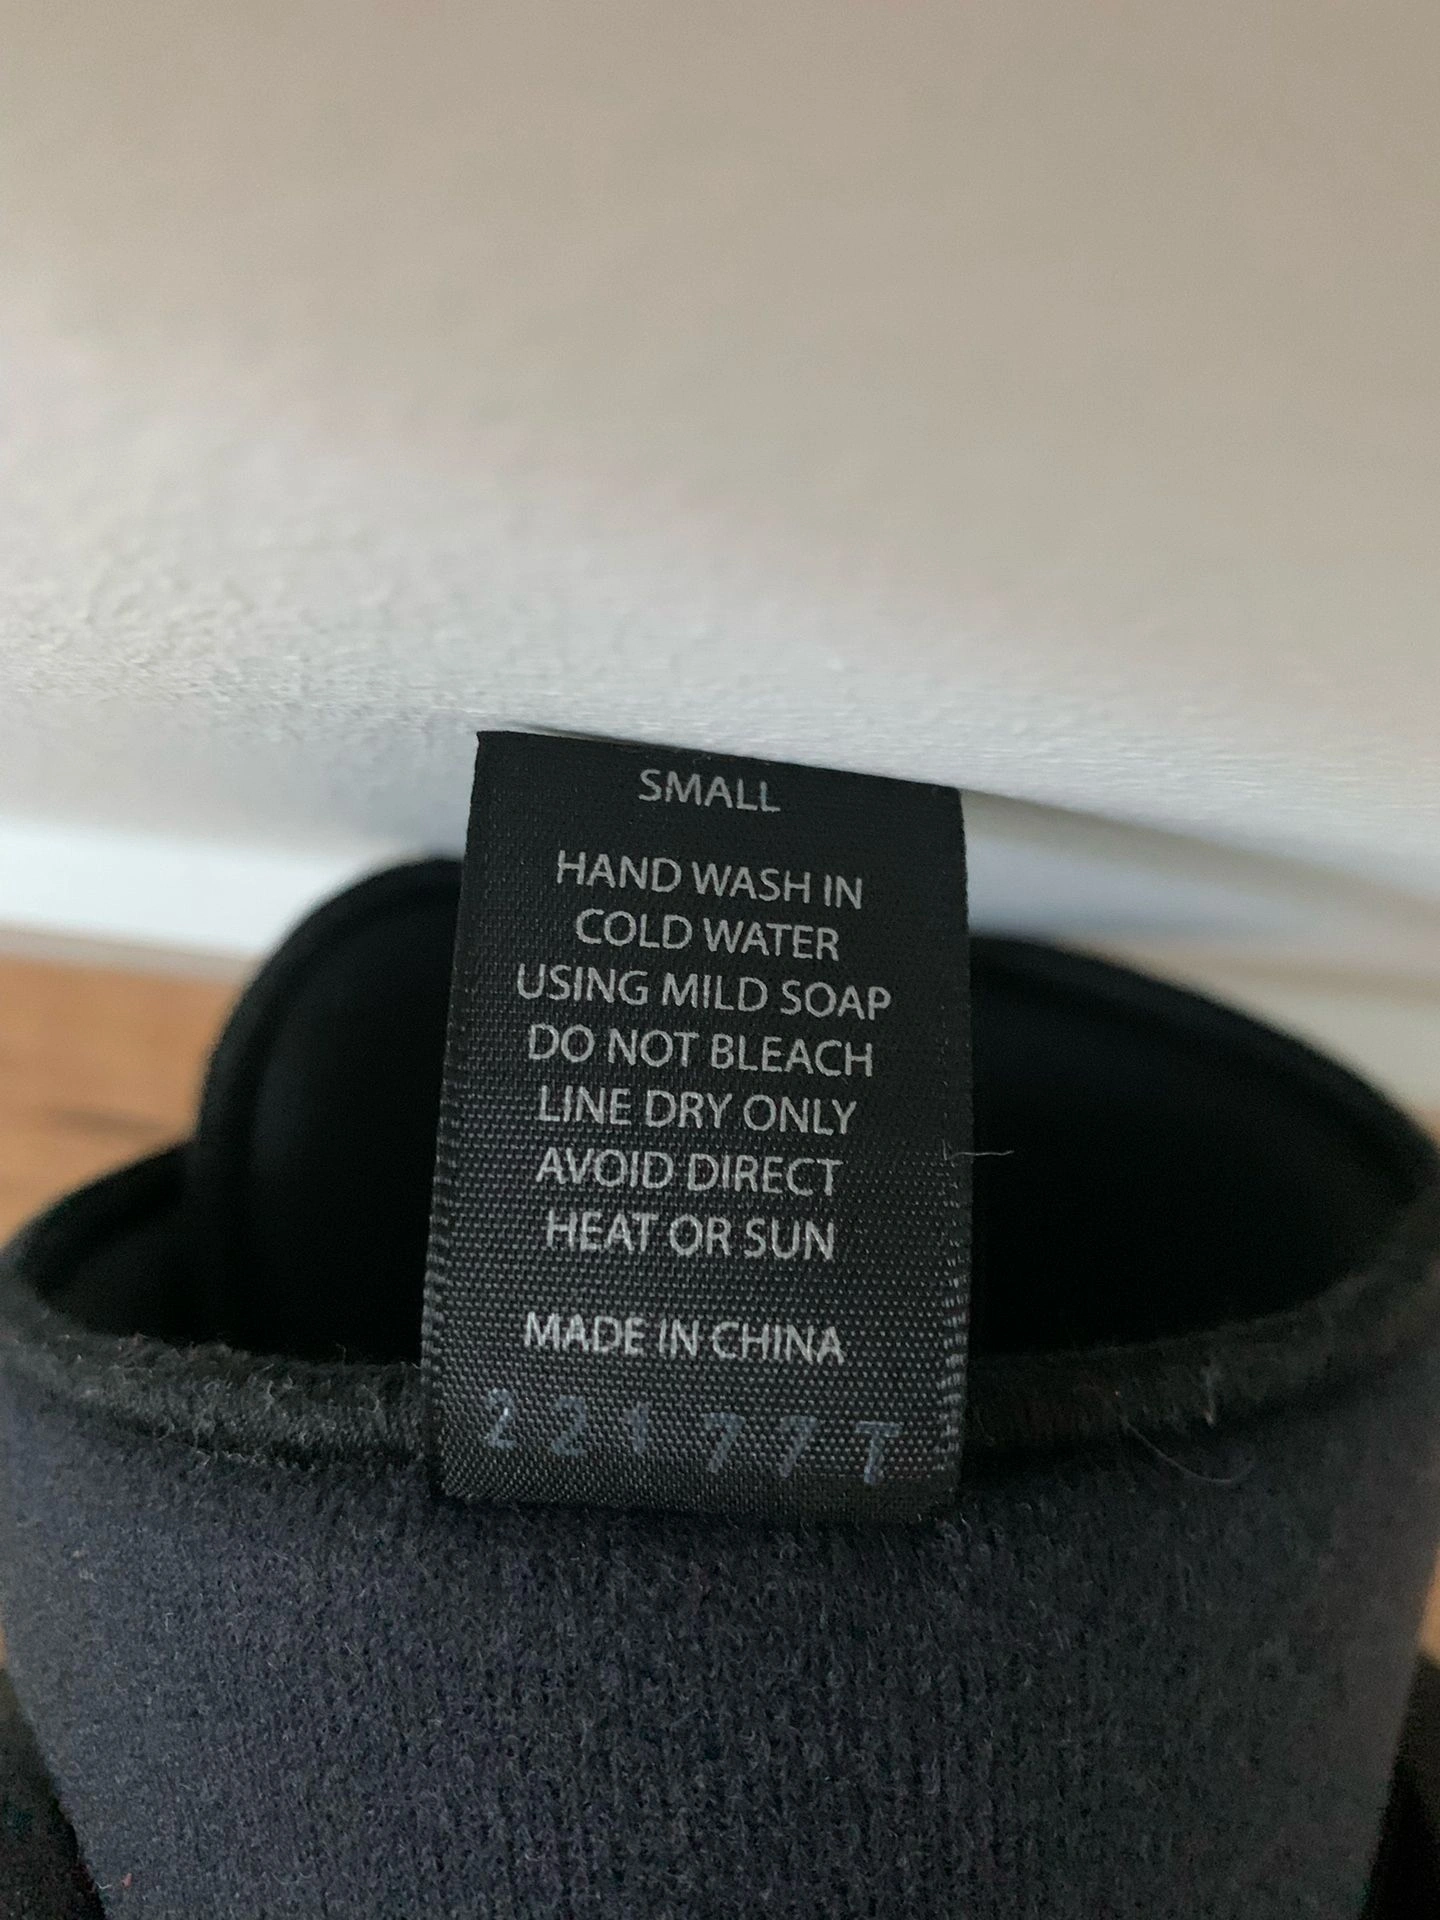 SMALL
HAND WASH IN
COLD WATER
USING MILD SOAP
DO NOT BLEACH
LINE DRY ONLY
AVOID DIRECT
HEAT OR SUN
MADE IN CHINA
22177T